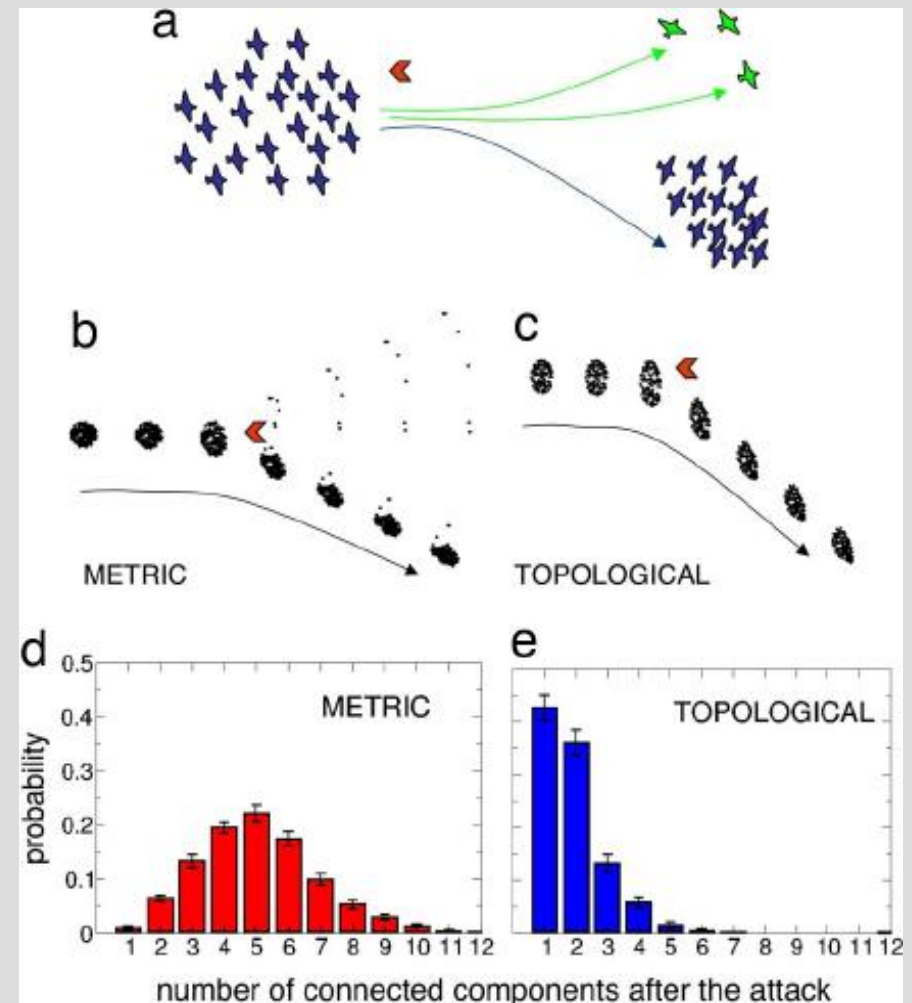 a
b
c
METRIC
TOPOLOGICAL
d
e
0.5
0.4
0.3
0.2
0.1
0
probability
METRIC
TOPOLOGICAL
1 2 3 4 5 6 7 8 9 10 11 12
1 2 3 4 5 6 7 8 9 10 11 12
number of connected components after the attack